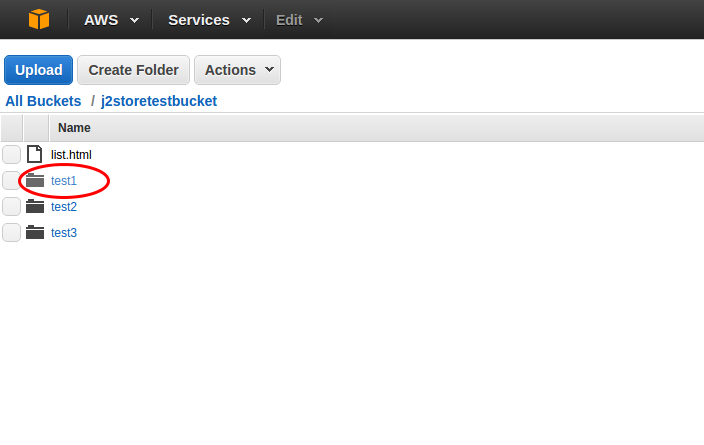 AWS Services Edit
Upload Create Folder Actions
All Buckets / j2storetestbucket
Name
list.html
test1
test2
test3